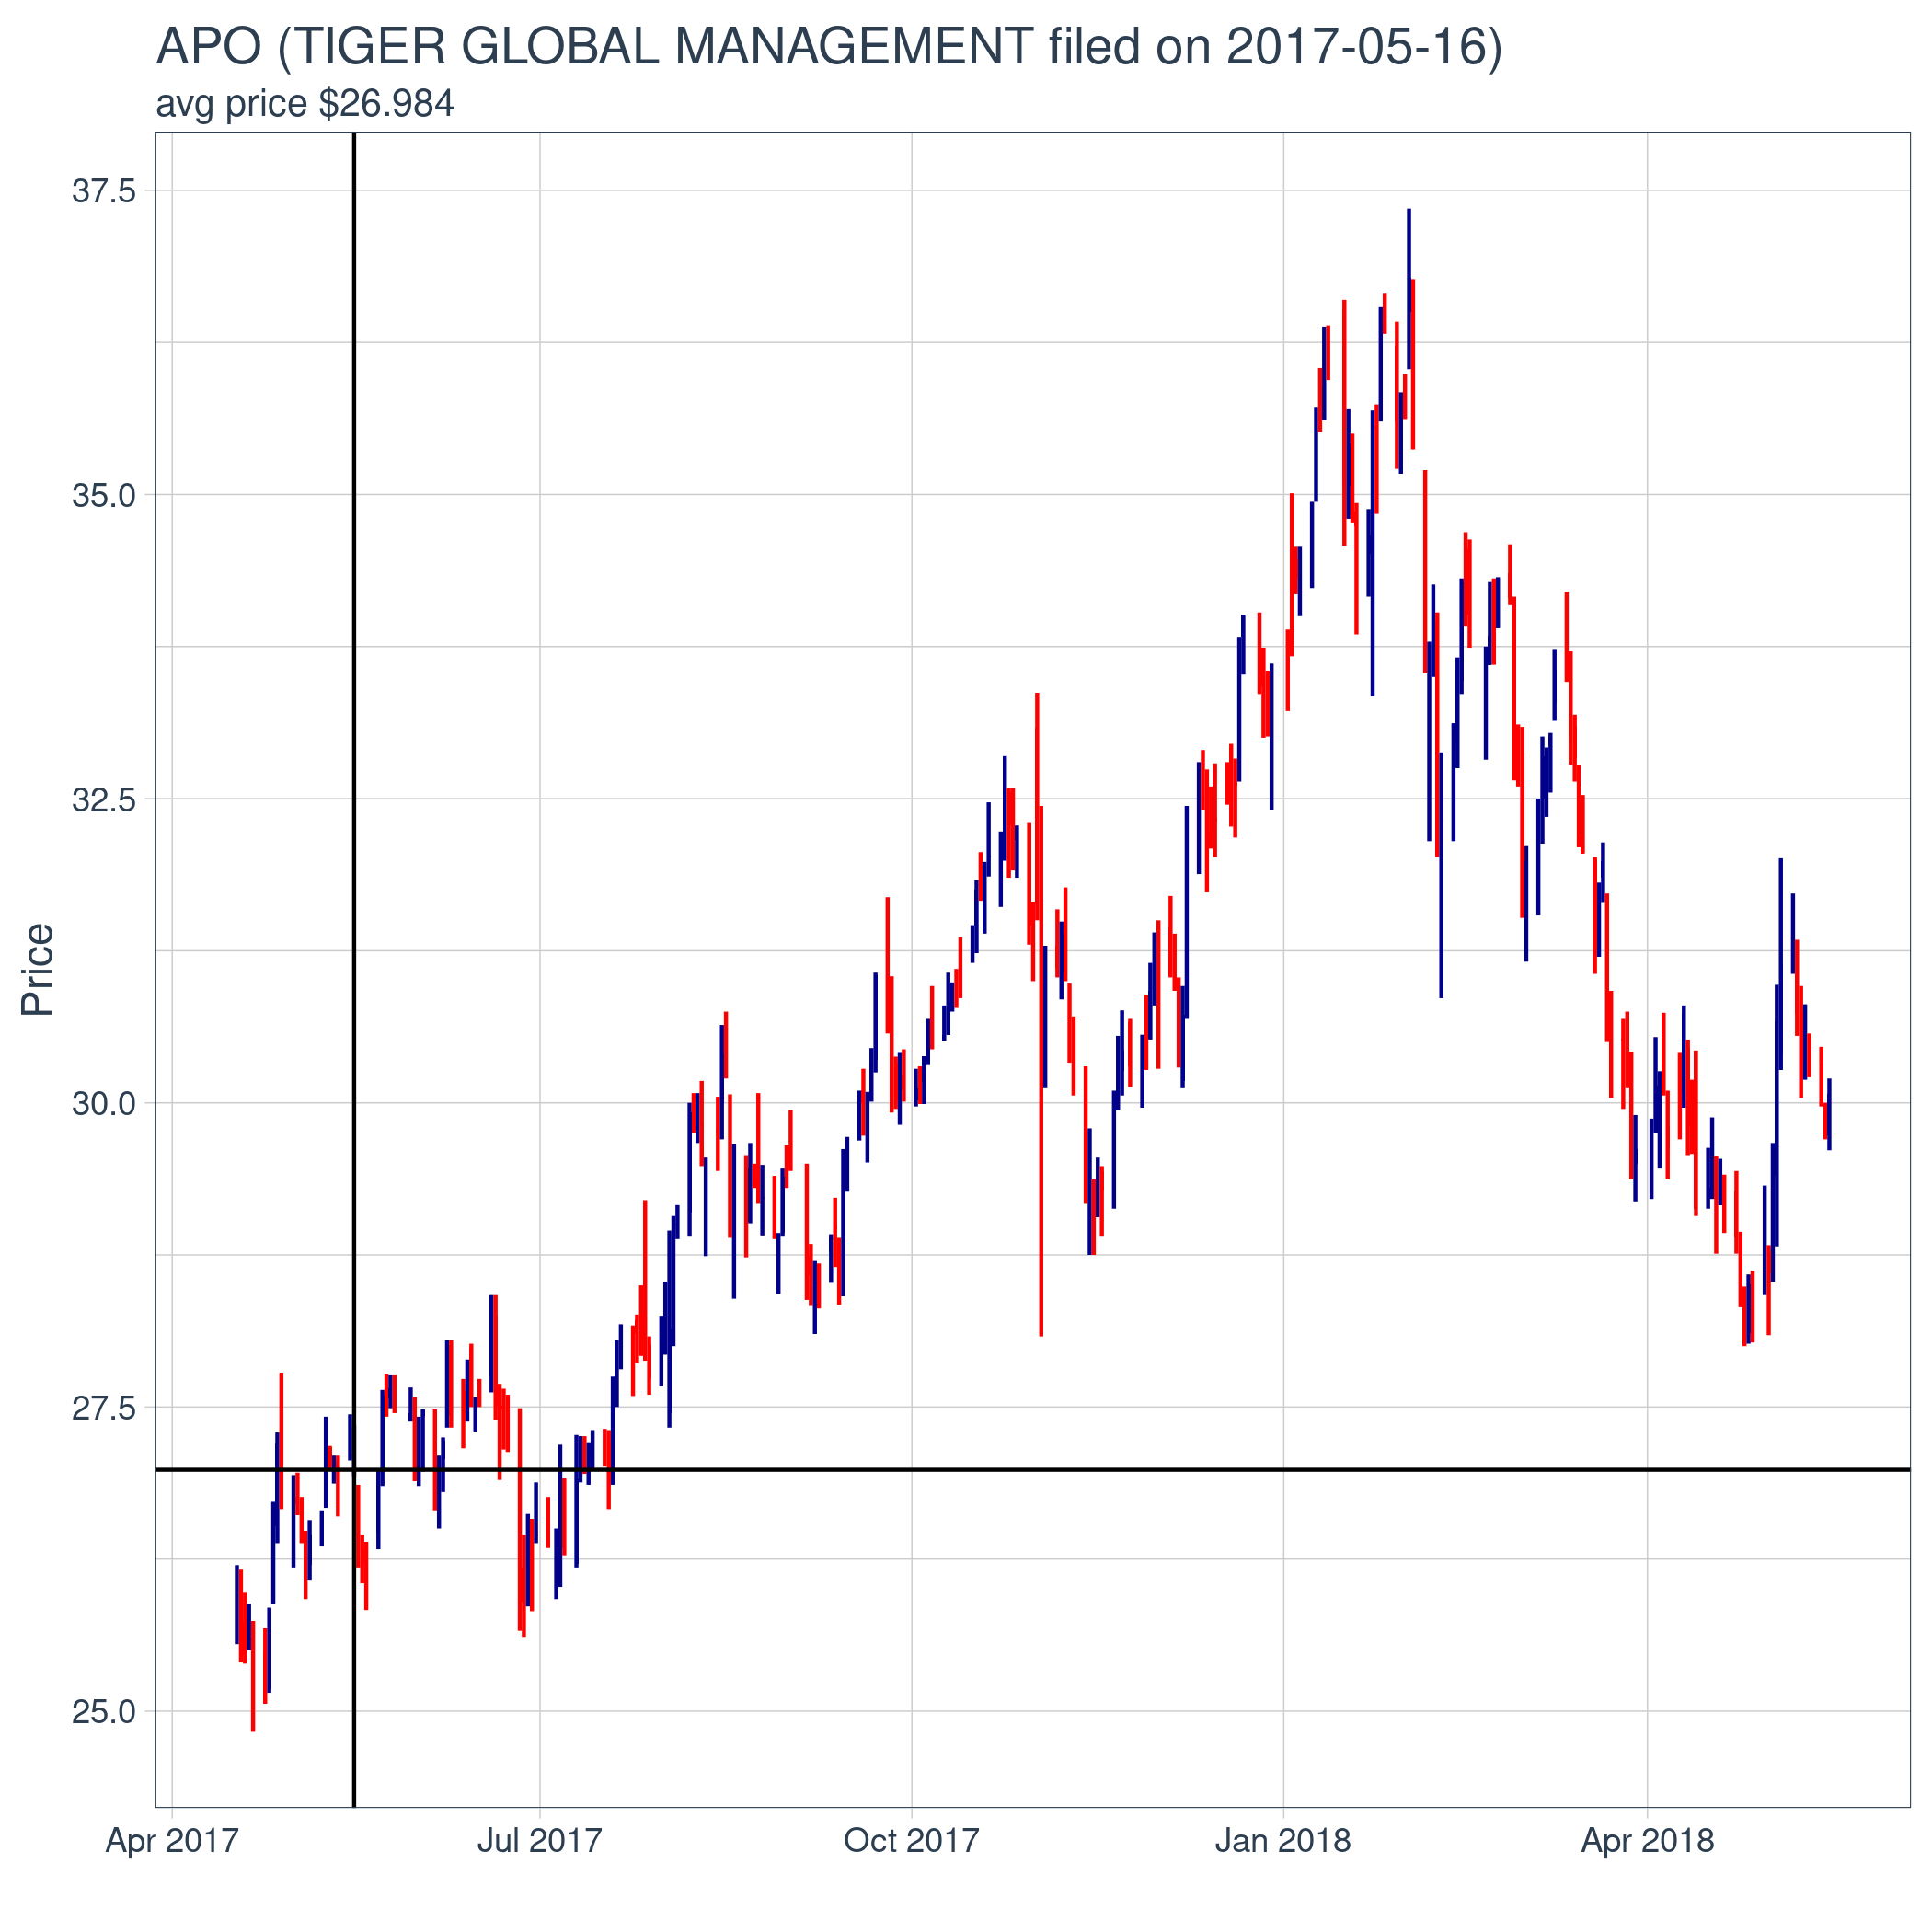 APO (TIGER GLOBAL MANAGEMENT filed on 2017-05-16)
avg price $26.984
37.5
35.0
32.5
30.0
27.5
25.0
Price
Apr 2017 Jul 2017 Oct 2017 Jan 2018 Apr 2018